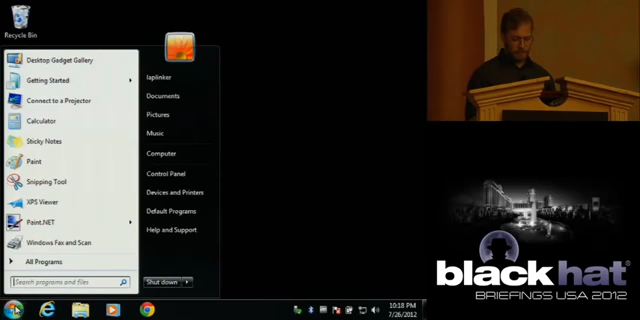 Recycle Bin
Desktop Gadget Gallery
Getting Started
Connect to a Projector
Calculator
Sticky Notes
Paint
Snipping Tool
XPS Viewer
Paint.NET
Windows Fax and Scan
All Programs
Search programs and files
laplinker
Documents
Pictures
Music
Computer
Control Panel
Devices and Printers
Default Programs
Help and Support
Shut down
10:18 PM
7/26/2012
black hat
BRIEFINGS USA 2012